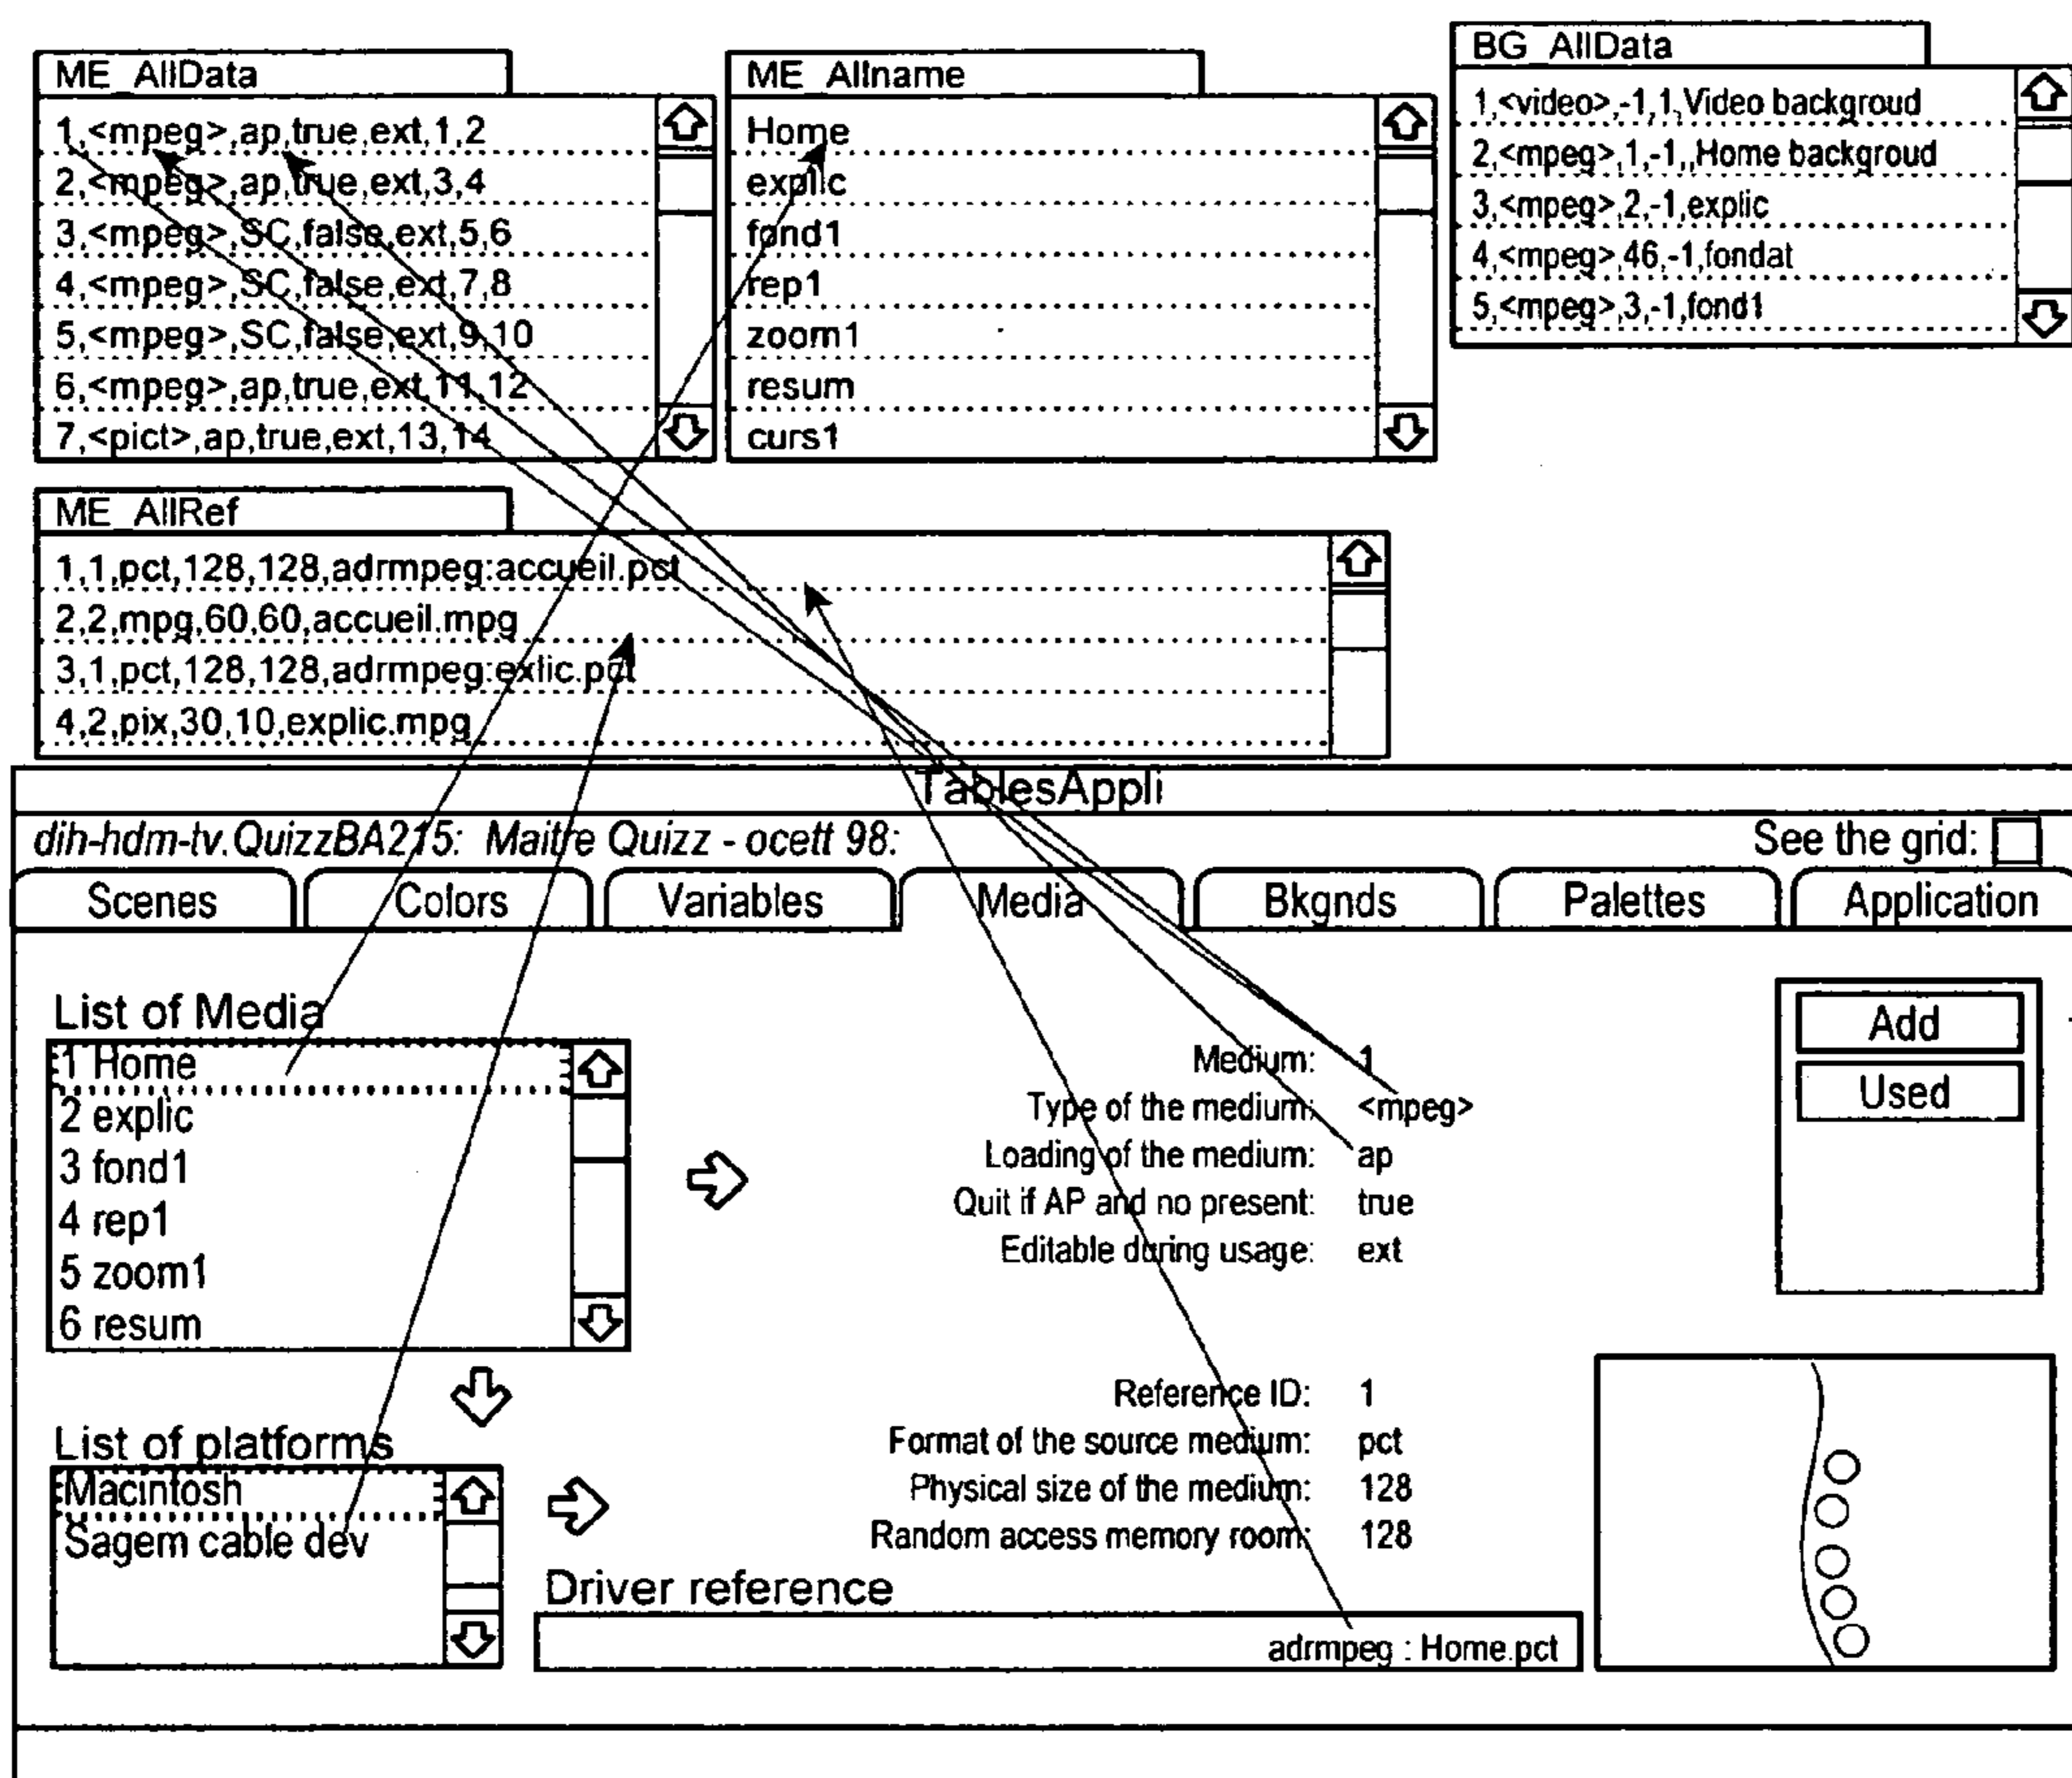 ME_AllData
1,<mpeg>,ap,true,ext,1,2
2,<mpeg>,ap,true,ext,3,4
3,<mpeg>,SC,false,ext,5,6
4,<mpeg>,SC,false,ext,7,8
5,<mpeg>,SC,false,ext,9,10
6,<mpeg>,ap,true,ext,11,12
7,<pict>,ap,true,ext,13,14
ME_Allname
Home
explic
fond1
rep1
zoom1
resum
curs1
BG_AllData
1,<video>,-1,1,Video backgroud
2,<mpeg>,1,-1,,Home backgroud
3,<mpeg>,2,-1,explic
4,<mpeg>,46,-1,fondat
5,<mpeg>,3,-1,fond1
ME_AllRef
1,1,pct,128,128,adrmpeg:accueil.pct
2,2,mpg,60,60,accueil.mpg
3,1,pct,128,128,adrmpeg:exlic.pct
4,2,pix,30,10,explic.mpg
TablesAppli
dih-hdm-tv.QuizzBA215: Maitre Quizz - ocett 98:
See the grid:
Scenes
Colors
Variables
Media
Bkgnds
Palettes
Application
List of Media
1 Home
2 explic
3 fond1
4 rep1
5 zoom1
6 resum
Medium: 1
Type of the medium: <mpeg>
Loading of the medium: ap
Quit if AP and no present: true
Editable during usage: ext
Add
Used
List of platforms
Macintosh
Sagem cable dev
Reference ID: 1
Format of the source medium: pct
Physical size of the medium: 128
Random access memory room: 128
Driver reference
adrmpeg : Home.pct